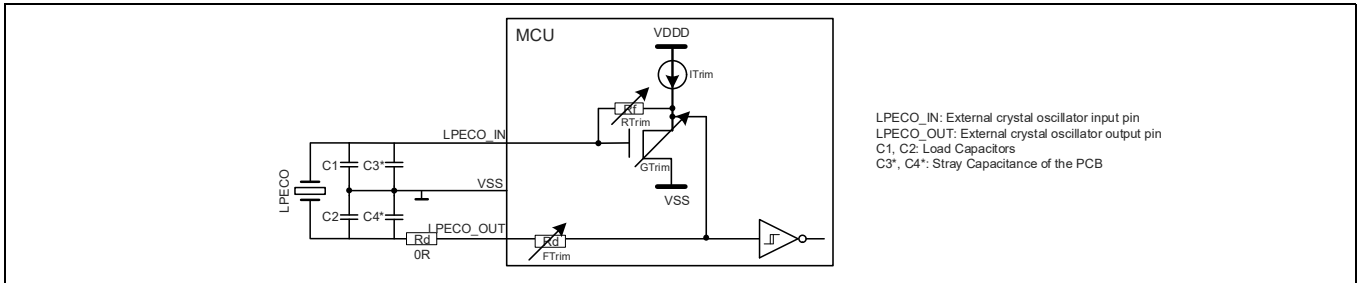 MCU
VDDD
ITrim
Rf
RTrim
LPECO_IN
GTrim
C1
C3*
LPECO
VSS
VSS
C2
C4*
LPECO_OUT
Rd
0R
Rd
FTrim
LPECO_IN: External crystal oscillator input pin
LPECO_OUT: External crystal oscillator output pin
C1, C2: Load Capacitors
C3*, C4*: Stray Capacitance of the PCB